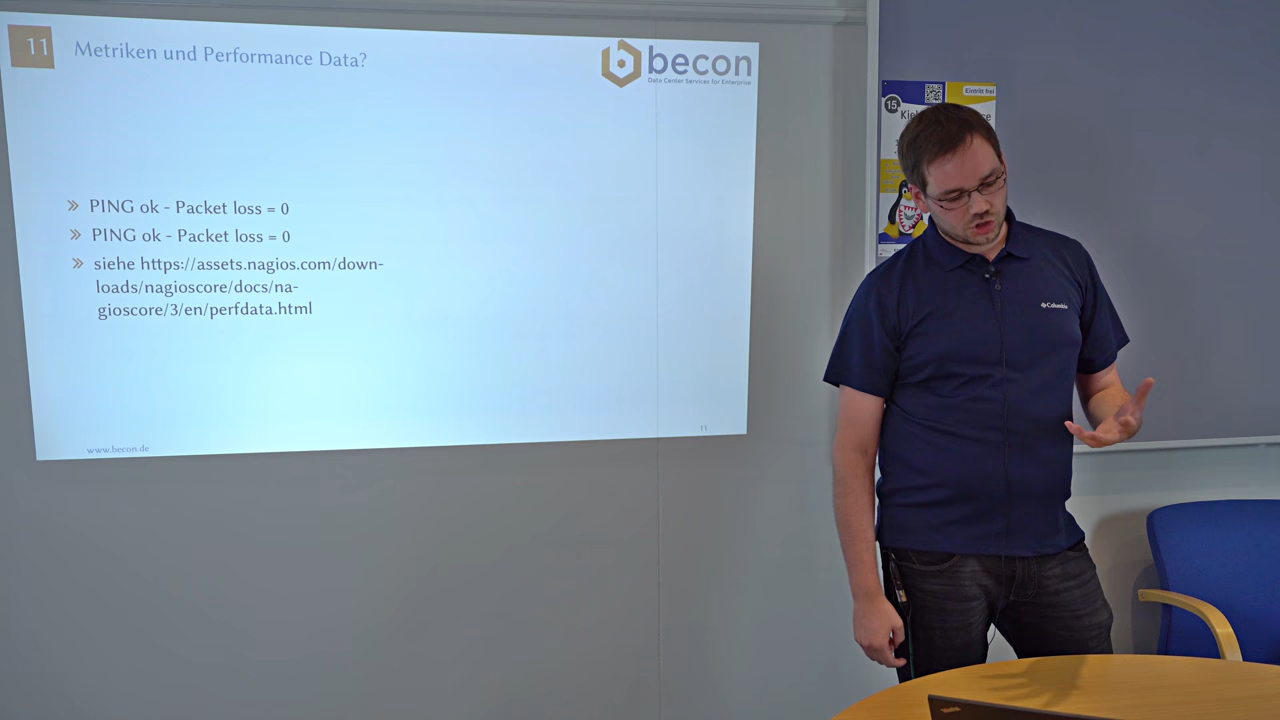 11
Metriken und Performance Data?
becon
Data Center Services for Enterprise
» PING ok - Packet loss = 0
» PING ok - Packet loss = 0
» siehe https://assets.nagios.com/down-
loads/nagioscore/docs/na-
gioscore/3/en/perfdata.html
www.becon.de
11
15
Eintritt frei
Columbia